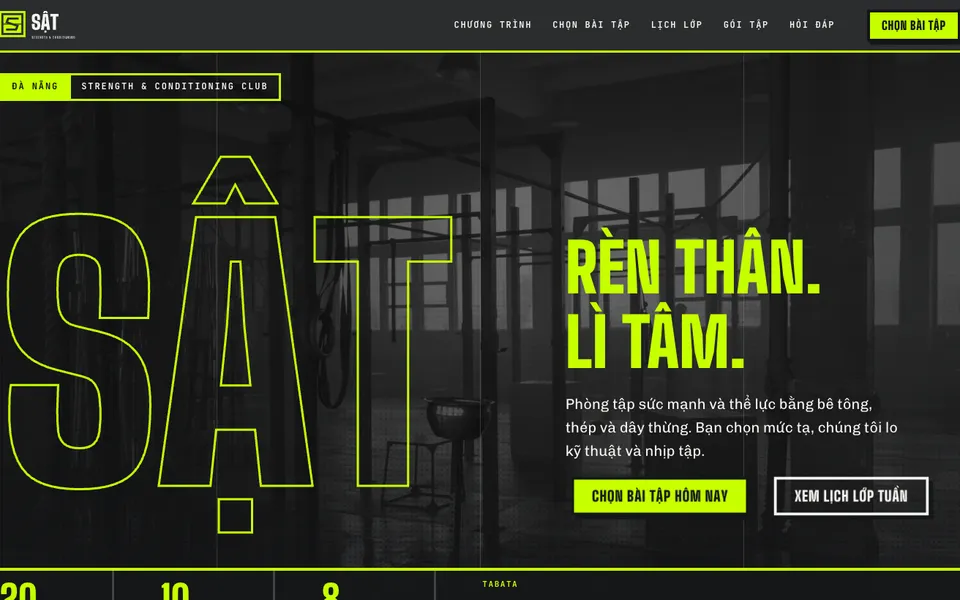 SẬT
CHƯƠNG TRÌNH CHỌN BÀI TẬP LỊCH LỚP GÓI TẬP HỎI ĐÁP
CHỌN BÀI TẬP
ĐÀ NẴNG STRENGTH & CONDITIONING CLUB
SẬT
RÈN THÂN.
LÌ TÂM.
Phòng tập sức mạnh và thể lực bằng bê tông,
thép và dây thừng. Bạn chọn mức tạ, chúng tôi lo
kỹ thuật và nhịp tập.
CHỌN BÀI TẬP HÔM NAY
XEM LỊCH LỚP TUẦN
20 10 8
TABATA